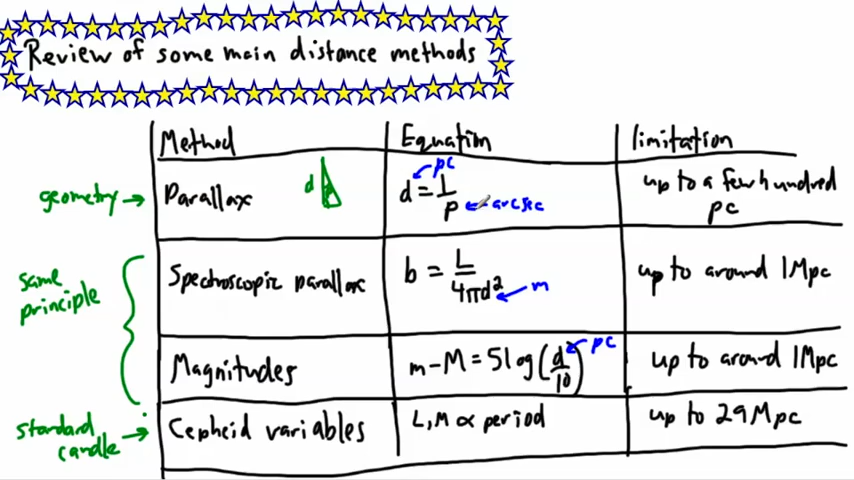 Review of some main distance methods
Method Equation limitation
geometry → Parallax d d = 1/p pc arcsec up to a few hundred
pc
same
principle
Spectroscopic parallax b = L/4πd² m up to around 1Mpc
Magnitudes m-M = 5log(d/10) pc up to around 1Mpc
standard
candle → Cepheid variables L,M ∝ period up to 29Mpc